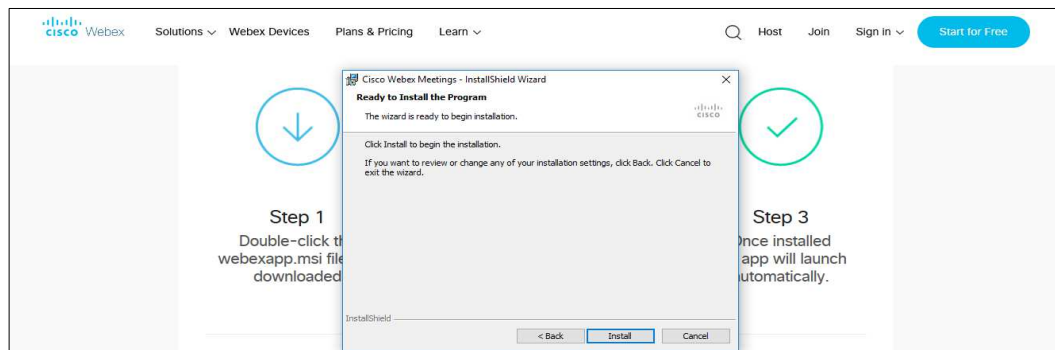 cisco Webex Solutions Webex Devices Plans & Pricing Learn Host Join Sign in Start for Free
Cisco Webex Meetings - InstallShield Wizard
Ready to Install the Program
The wizard is ready to begin installation.
CISCO
Click Install to begin the installation.
If you want to review or change any of your installation settings, click Back. Click Cancel to
exit the wizard.
InstallShield
< Back Install Cancel
Step 1
Double-click
webexapp.msi file
downloaded
Step 3
Once installed
app will launch
automatically.